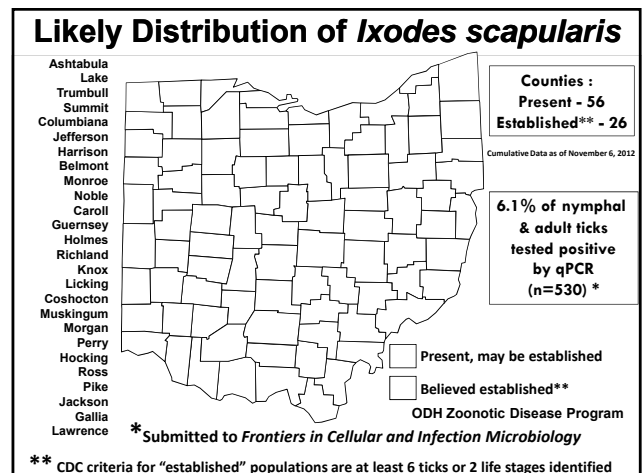 Likely Distribution of Ixodes scapularis
Ashtabula
Lake
Trumbull
Summit
Columbiana
Jefferson
Harrison
Belmont
Monroe
Noble
Caroll
Guernsey
Holmes
Richland
Knox
Licking
Coshocton
Muskingum
Morgan
Perry
Hocking
Ross
Pike
Jackson
Gallia
Lawrence
Counties :
Present - 56
Established** - 26
Cumulative Data as of November 6, 2012
6.1% of nymphal
& adult ticks
tested positive
by qPCR
(n=530) *
Present, may be established
Believed established**
ODH Zoonotic Disease Program
*Submitted to Frontiers in Cellular and Infection Microbiology
** CDC criteria for “established” populations are at least 6 ticks or 2 life stages identified